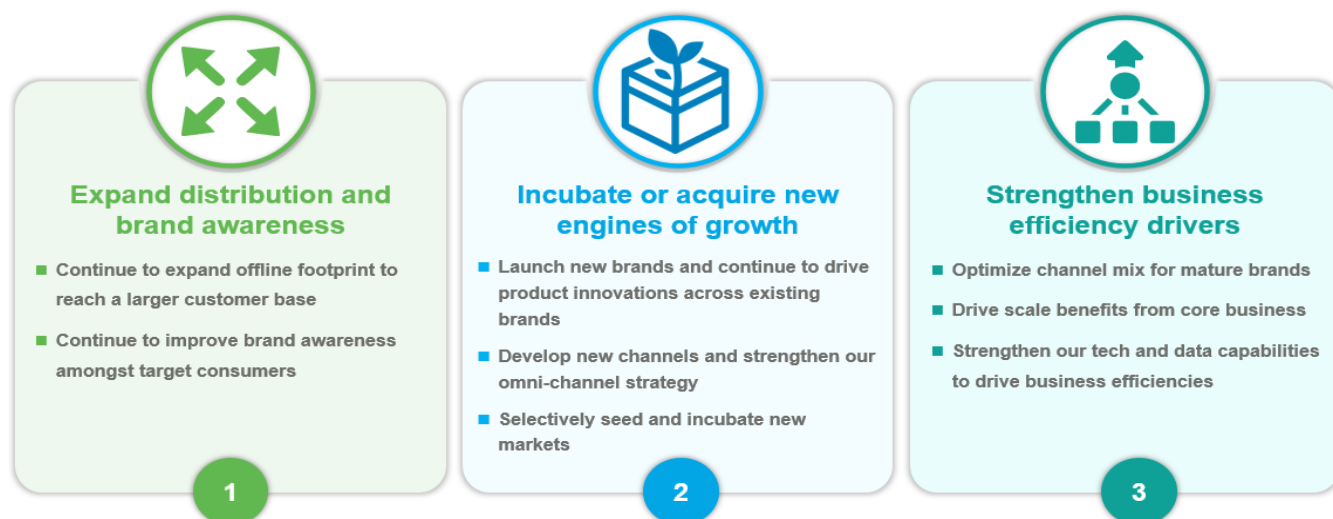 Expand distribution and
brand awareness
Continue to expand offline footprint to
reach a larger customer base
Continue to improve brand awareness
amongst target consumers
1
Incubate or acquire new
engines of growth
Launch new brands and continue to drive
product innovations across existing
brands
Develop new channels and strengthen our
omni-channel strategy
Selectively seed and incubate new
markets
2
Strengthen business
efficiency drivers
Optimize channel mix for mature brands
Drive scale benefits from core business
Strengthen our tech and data capabilities
to drive business efficiencies
3